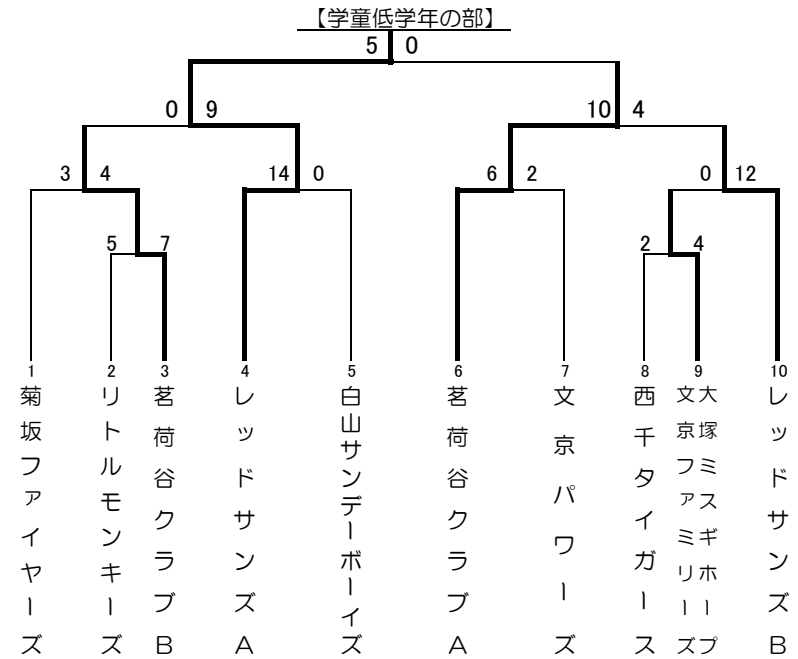 【学童低学年の部】
5 0
0 9
10 4
3 4
14 0
6 2
0 12
5 7
2 4
1 2 3 4 5 6 7 8 9 10
菊坂ファイヤーズ
リトルモンキーズ
茗荷谷クラブB
レッドサンズA
白山サンデーボーイズ
茗荷谷クラブA
文京パワーズ
西千タイガース
大塚ミスギホープ
文京ファミリーズ
レッドサンズB